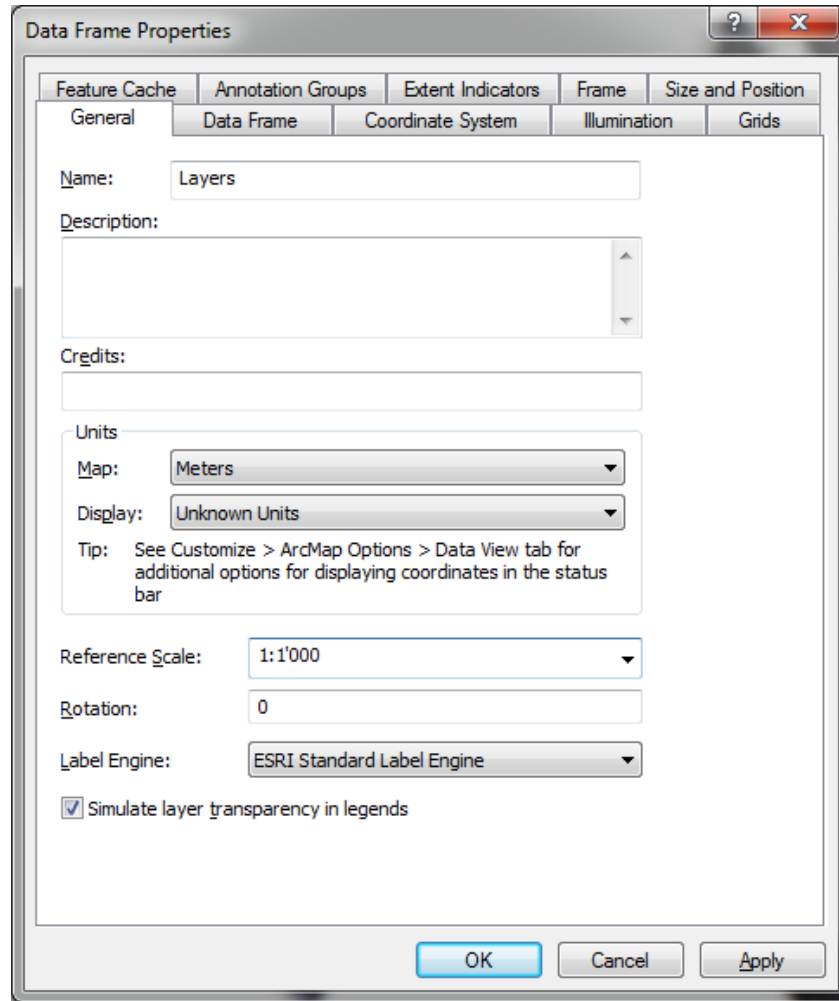 Data Frame Properties
Feature Cache Annotation Groups Extent Indicators Frame Size and Position
General Data Frame Coordinate System Illumination Grids
Name: Layers
Description:
Credits:
Units
Map: Meters
Display: Unknown Units
Tip: See Customize > ArcMap Options > Data View tab for
additional options for displaying coordinates in the status
bar
Reference Scale: 1:1'000
Rotation: 0
Label Engine: ESRI Standard Label Engine
Simulate layer transparency in legends
OK Cancel Apply